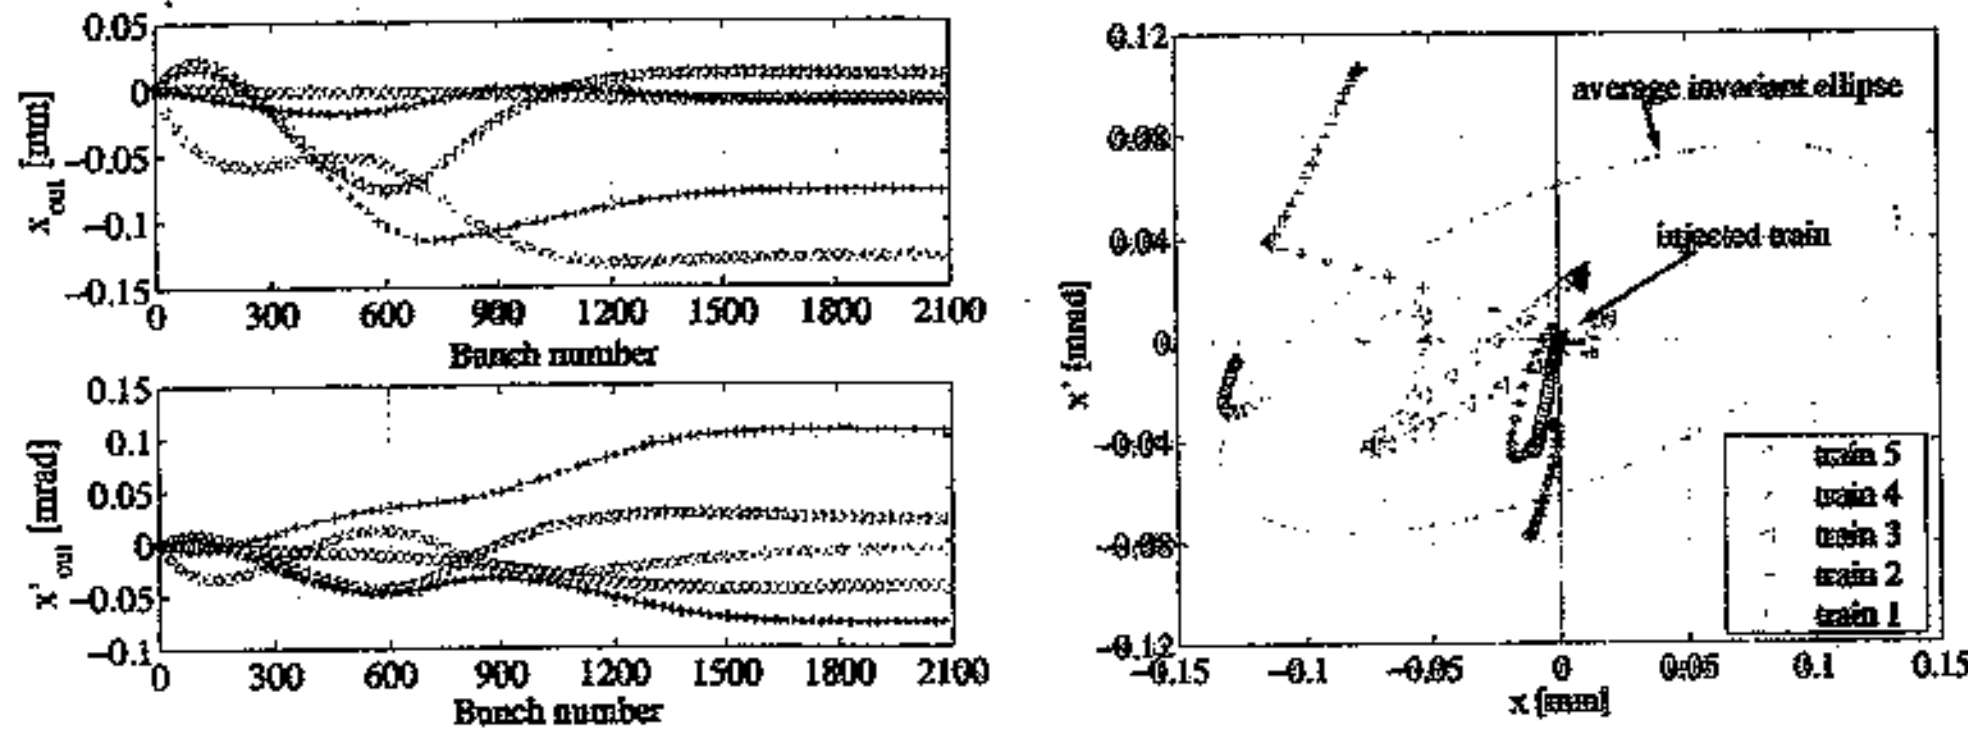 0.05
0
-0.05
-0.1
-0.15
x_out [mm]
0 300 600 900 1200 1500 1800 2100
Bunch number
0.15
0.1
0.05
0
-0.05
-0.1
x'_out [mrad]
0 300 600 900 1200 1500 1800 2100
Bunch number
0.12
0.08
0.04
0
-0.04
-0.08
-0.12
x' [mrad]
average invariant ellipse
injected train
train 5
train 4
train 3
train 2
train 1
-0.15 -0.1 -0.05 0 0.05 0.1 0.15
x [mm]